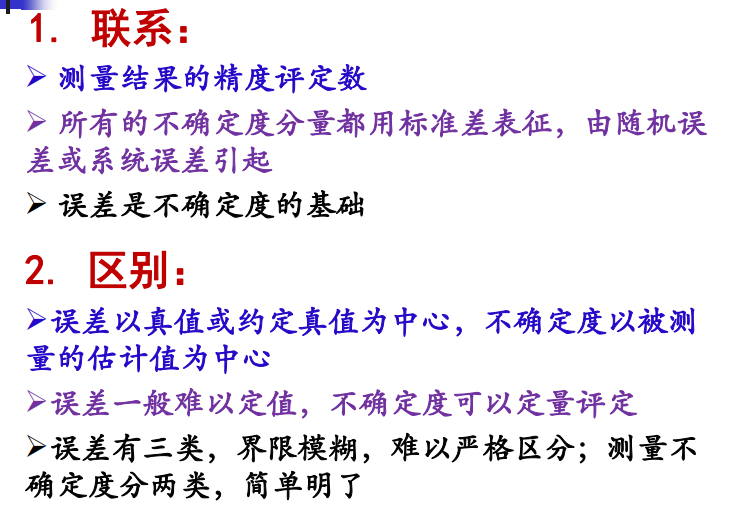 1. 联系：
➢ 测量结果的精度评定数
➢ 所有的不确定度分量都用标准差表征，由随机误
差或系统误差引起
➢ 误差是不确定度的基础
2. 区别：
➢误差以真值或约定真值为中心，不确定度以被测
量的估计值为中心
➢误差一般难以定值，不确定度可以定量评定
➢误差有三类，界限模糊，难以严格区分；测量不
确定度分两类，简单明了